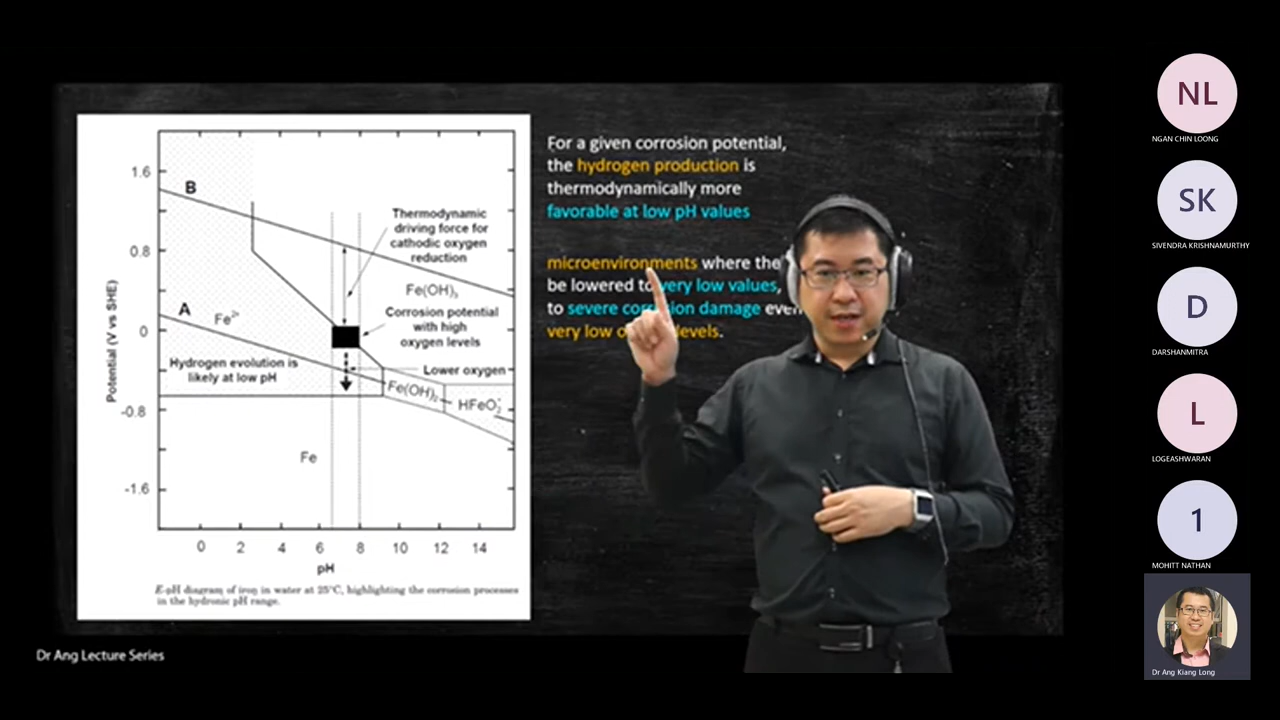 1.6
0.8
0
-0.8
-1.6
Potential (V vs SHE)
B
A
Fe²⁺
Thermodynamic
driving force for
cathodic oxygen
reduction
Fe(OH)₃
Corrosion potential
with high
oxygen levels
Hydrogen evolution is
likely at low pH
Lower oxygen
Fe(OH)₂
HFeO₂⁻
Fe
0 2 4 6 8 10 12 14
pH
E-pH diagram of iron in water at 25°C, highlighting the corrosion processes
in the hydronic pH range.
For a given corrosion potential,
the hydrogen production is
thermodynamically more
favorable at low pH values
microenvironments where the
be lowered to very low values,
to severe damage even
very low levels.
Dr Ang Lecture Series
NL
NGAN CHIN LOONG
SK
SIVENDRA KRISHNAMURTHY
D
DARSHANMITRA
L
LOGEASHWARAN
1
MOHITT NATHAN
Dr Ang Kiang Long